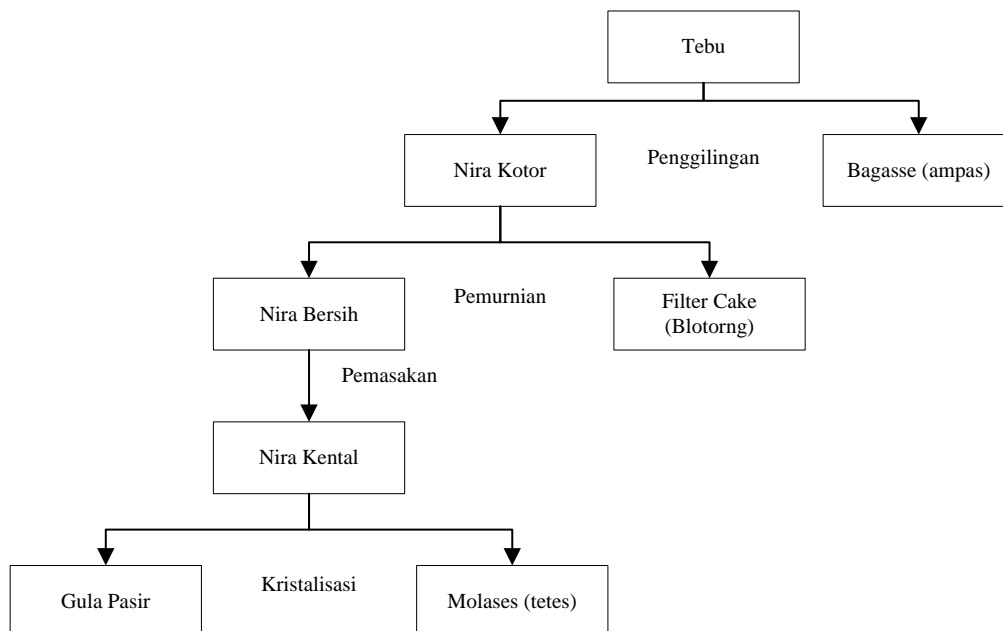 Tebu
Penggilingan
Nira Kotor
Bagasse (ampas)
Pemurnian
Nira Bersih
Filter Cake
(Blotorng)
Pemasakan
Nira Kental
Kristalisasi
Gula Pasir
Molases (tetes)